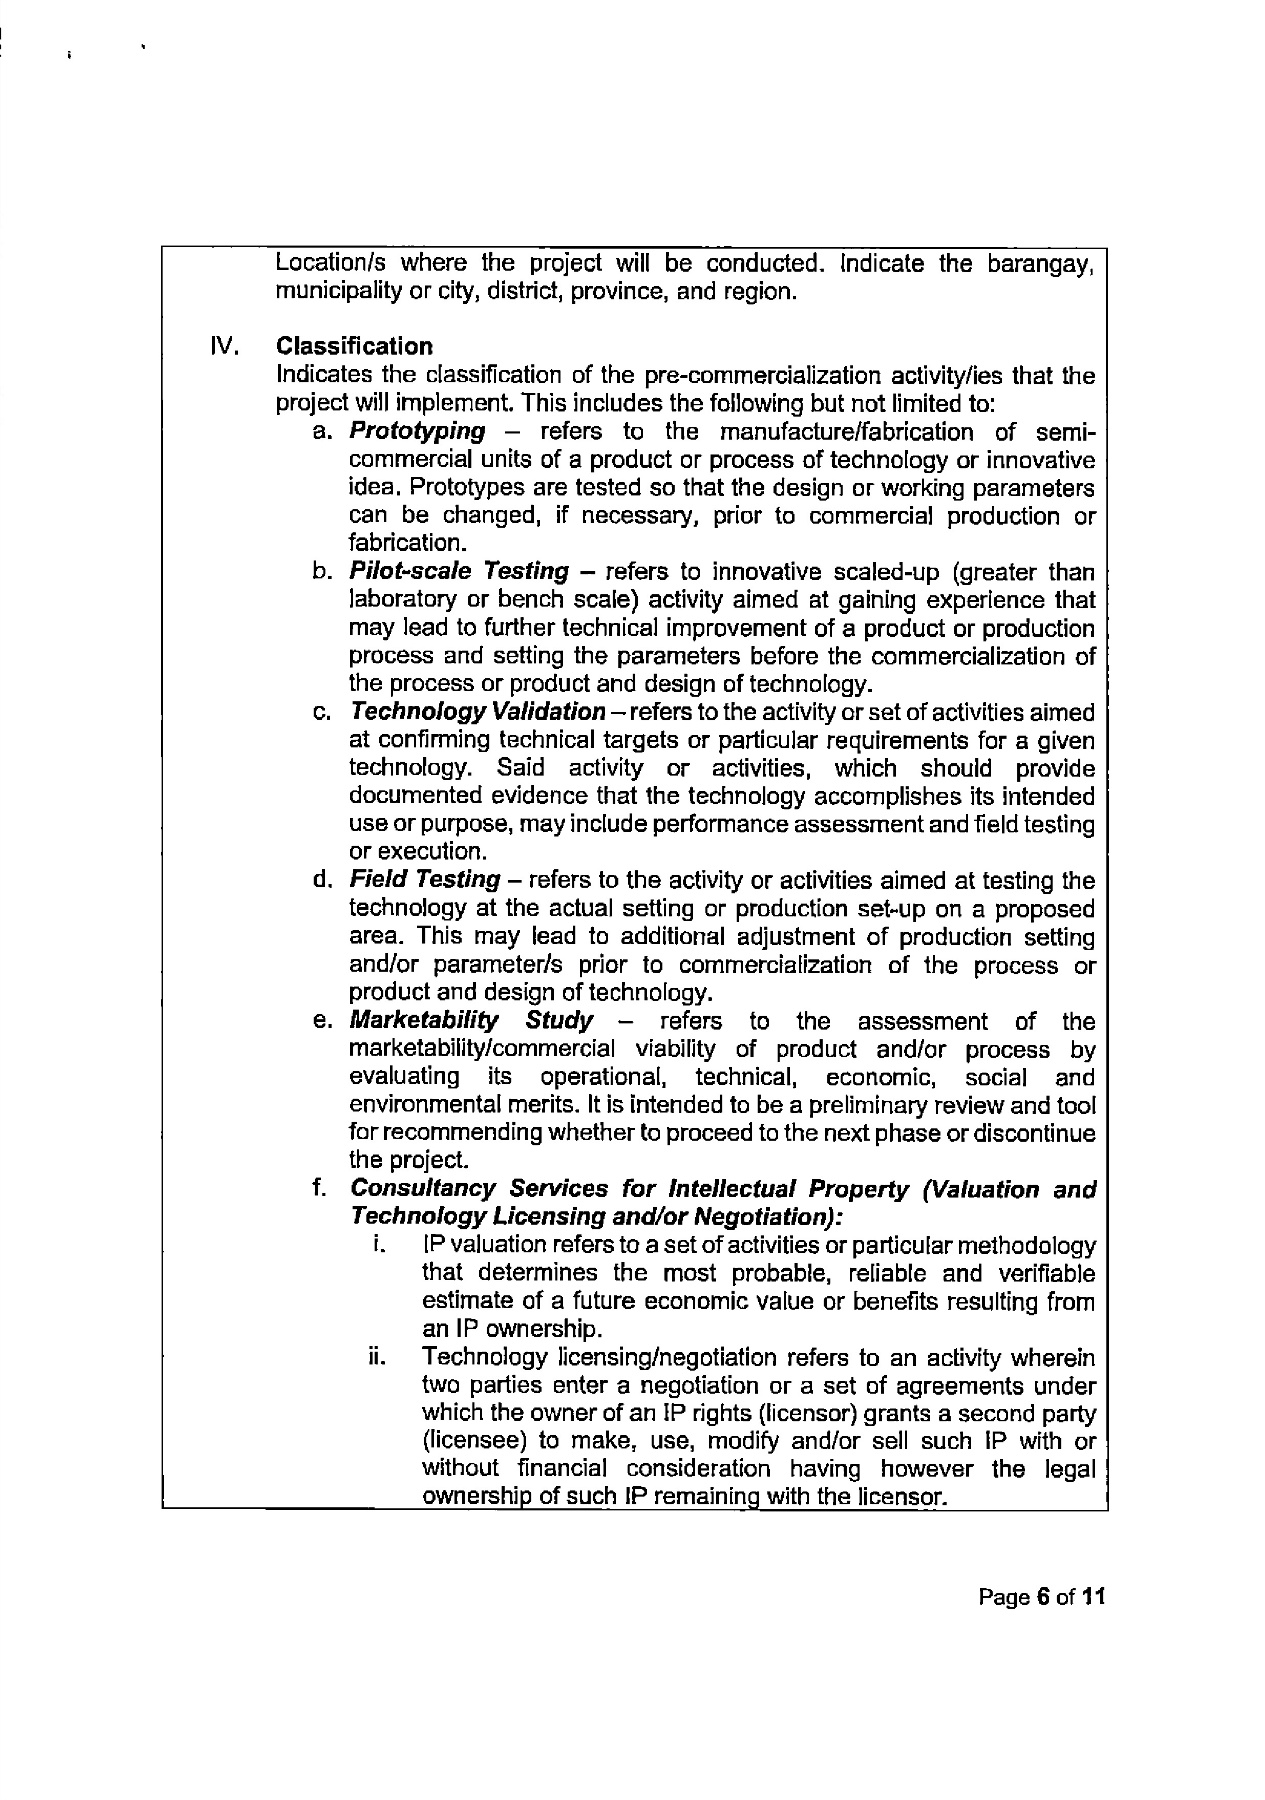 Location/s where the project will be conducted. Indicate the barangay,
municipality or city, district, province, and region.
IV. Classification
Indicates the classification of the pre-commercialization activity/ies that the
project will implement. This includes the following but not limited to:
a. Prototyping – refers to the manufacture/fabrication of semi-
commercial units of a product or process of technology or innovative
idea. Prototypes are tested so that the design or working parameters
can be changed, if necessary, prior to commercial production or
fabrication.
b. Pilot-scale Testing – refers to innovative scaled-up (greater than
laboratory or bench scale) activity aimed at gaining experience that
may lead to further technical improvement of a product or production
process and setting the parameters before the commercialization of
the process or product and design of technology.
c. Technology Validation – refers to the activity or set of activities aimed
at confirming technical targets or particular requirements for a given
technology. Said activity or activities, which should provide
documented evidence that the technology accomplishes its intended
use or purpose, may include performance assessment and field testing
or execution.
d. Field Testing – refers to the activity or activities aimed at testing the
technology at the actual setting or production set-up on a proposed
area. This may lead to additional adjustment of production setting
and/or parameter/s prior to commercialization of the process or
product and design of technology.
e. Marketability Study – refers to the assessment of the
marketability/commercial viability of product and/or process by
evaluating its operational, technical, economic, social and
environmental merits. It is intended to be a preliminary review and tool
for recommending whether to proceed to the next phase or discontinue
the project.
f. Consultancy Services for Intellectual Property (Valuation and
Technology Licensing and/or Negotiation):
i. IP valuation refers to a set of activities or particular methodology
that determines the most probable, reliable and verifiable
estimate of a future economic value or benefits resulting from
an IP ownership.
ii. Technology licensing/negotiation refers to an activity wherein
two parties enter a negotiation or a set of agreements under
which the owner of an IP rights (licensor) grants a second party
(licensee) to make, use, modify and/or sell such IP with or
without financial consideration having however the legal
ownership of such IP remaining with the licensor.
Page 6 of 11